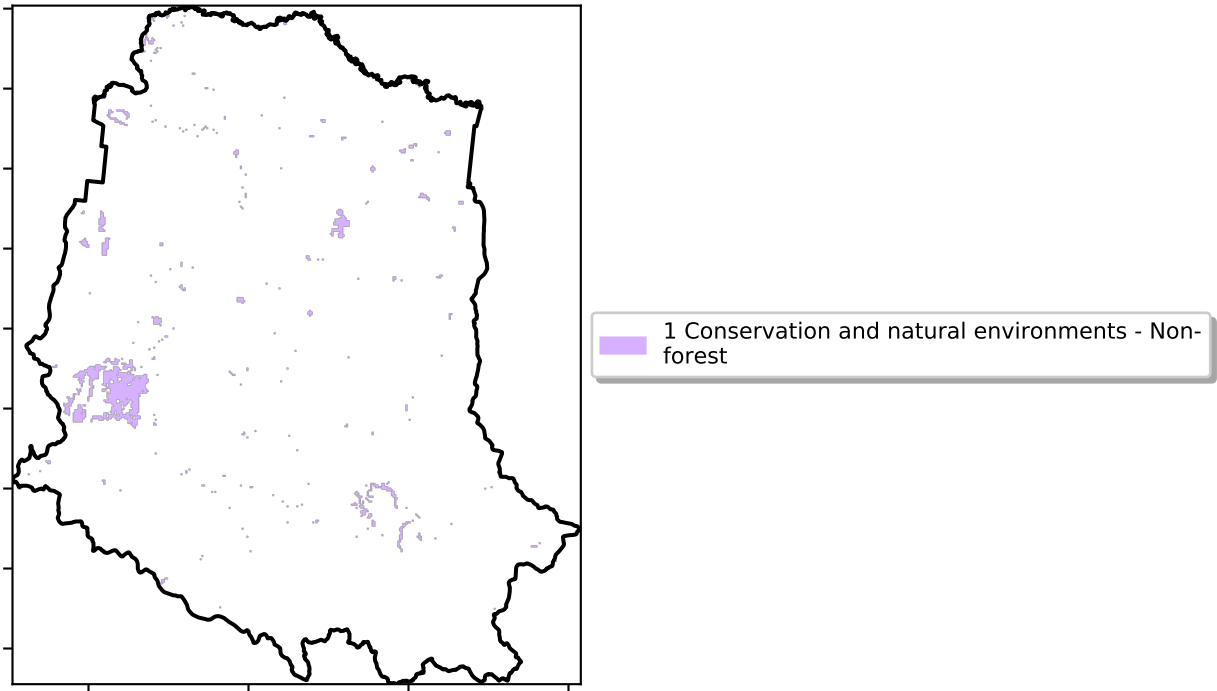 1 Conservation and natural environments - Non-
forest